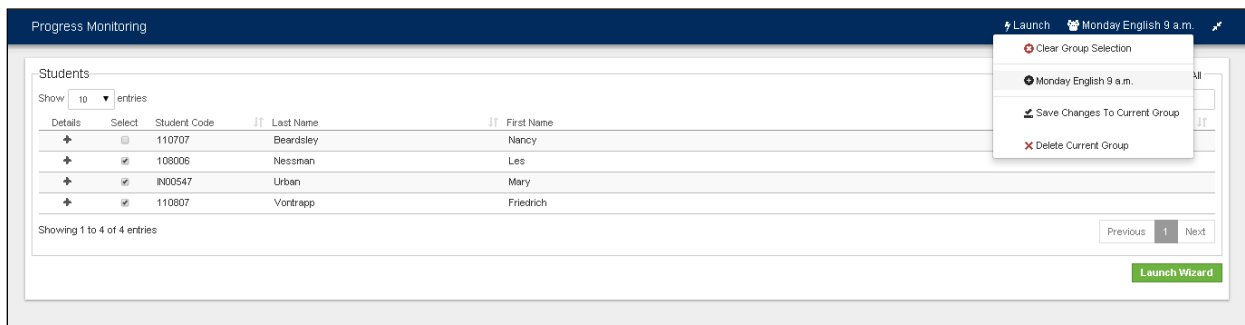 Progress Monitoring Launch Monday English 9 a.m.
Clear Group Selection
Students All
Monday English 9 a.m.
Show 10 entries
Save Changes To Current Group
Details Select Student Code Last Name First Name
110707 Beardsley Nancy
Delete Current Group
108006 Nessman Les
IN00547 Urban Mary
110807 Vontrapp Friedrich
Showing 1 to 4 of 4 entries
Previous 1 Next
Launch Wizard